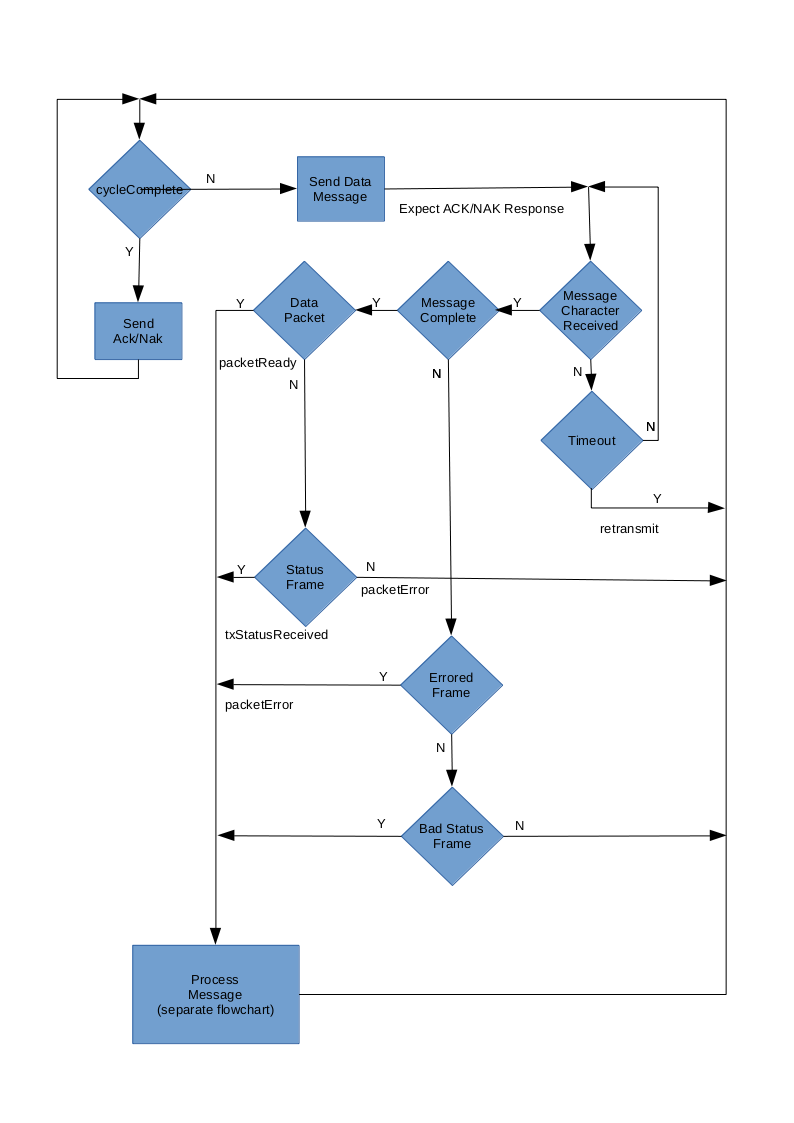 cycleComplete
N
Send Data
Message
Expect ACK/NAK Response
Y
Send
Ack/Nak
Message
Character
Received
Y
Message
Complete
Y
Data
Packet
Y
packetReady
N
N
N
Timeout
N
Y
retransmit
Status
Frame
Y
N
packetError
txStatusReceived
Errored
Frame
Y
packetError
N
Bad Status
Frame
Y
N
Process
Message
(separate flowchart)